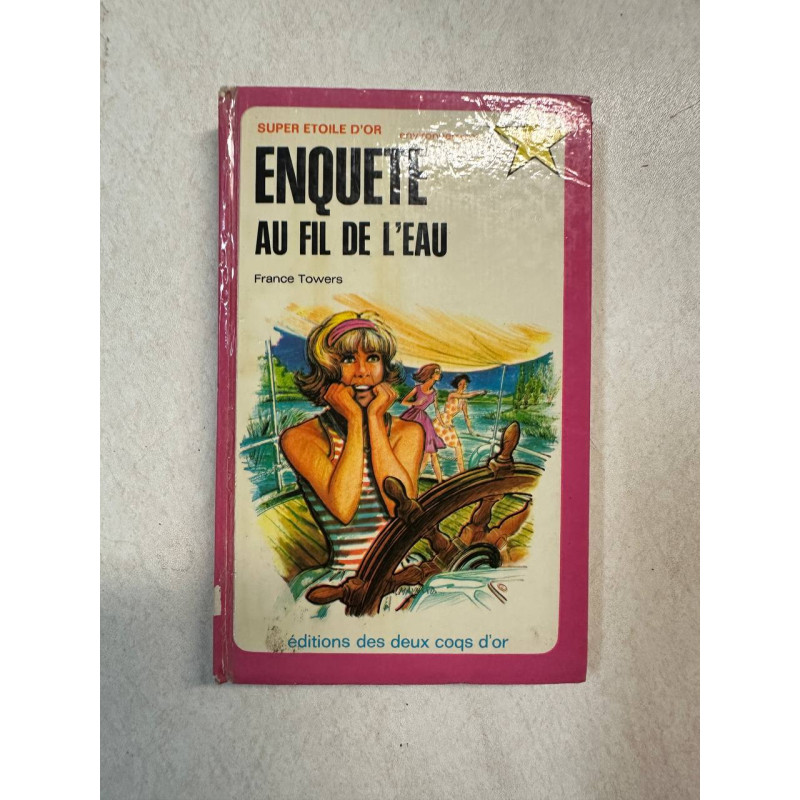 SUPER ETOILE D'OR
ENQUETE
AU FIL DE L'EAU
France Towers
éditions des deux coqs d'or